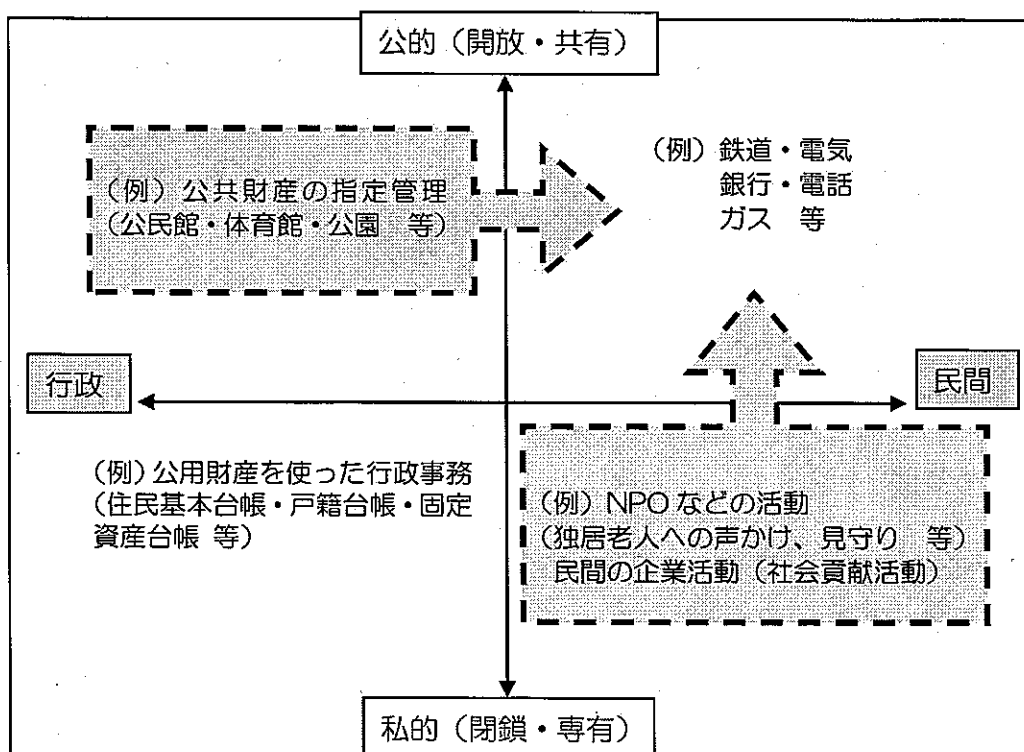 公的（開放・共有）
（例）公共財産の指定管理
（公民館・体育館・公園　等）
（例）鉄道・電気
銀行・電話
ガス　等
行政
民間
（例）公用財産を使った行政事務
（住民基本台帳・戸籍台帳・固定
資産台帳 等）
（例）NPO などの活動
（独居老人への声かけ、見守り　等）
民間の企業活動（社会貢献活動）
私的（閉鎖・専有）